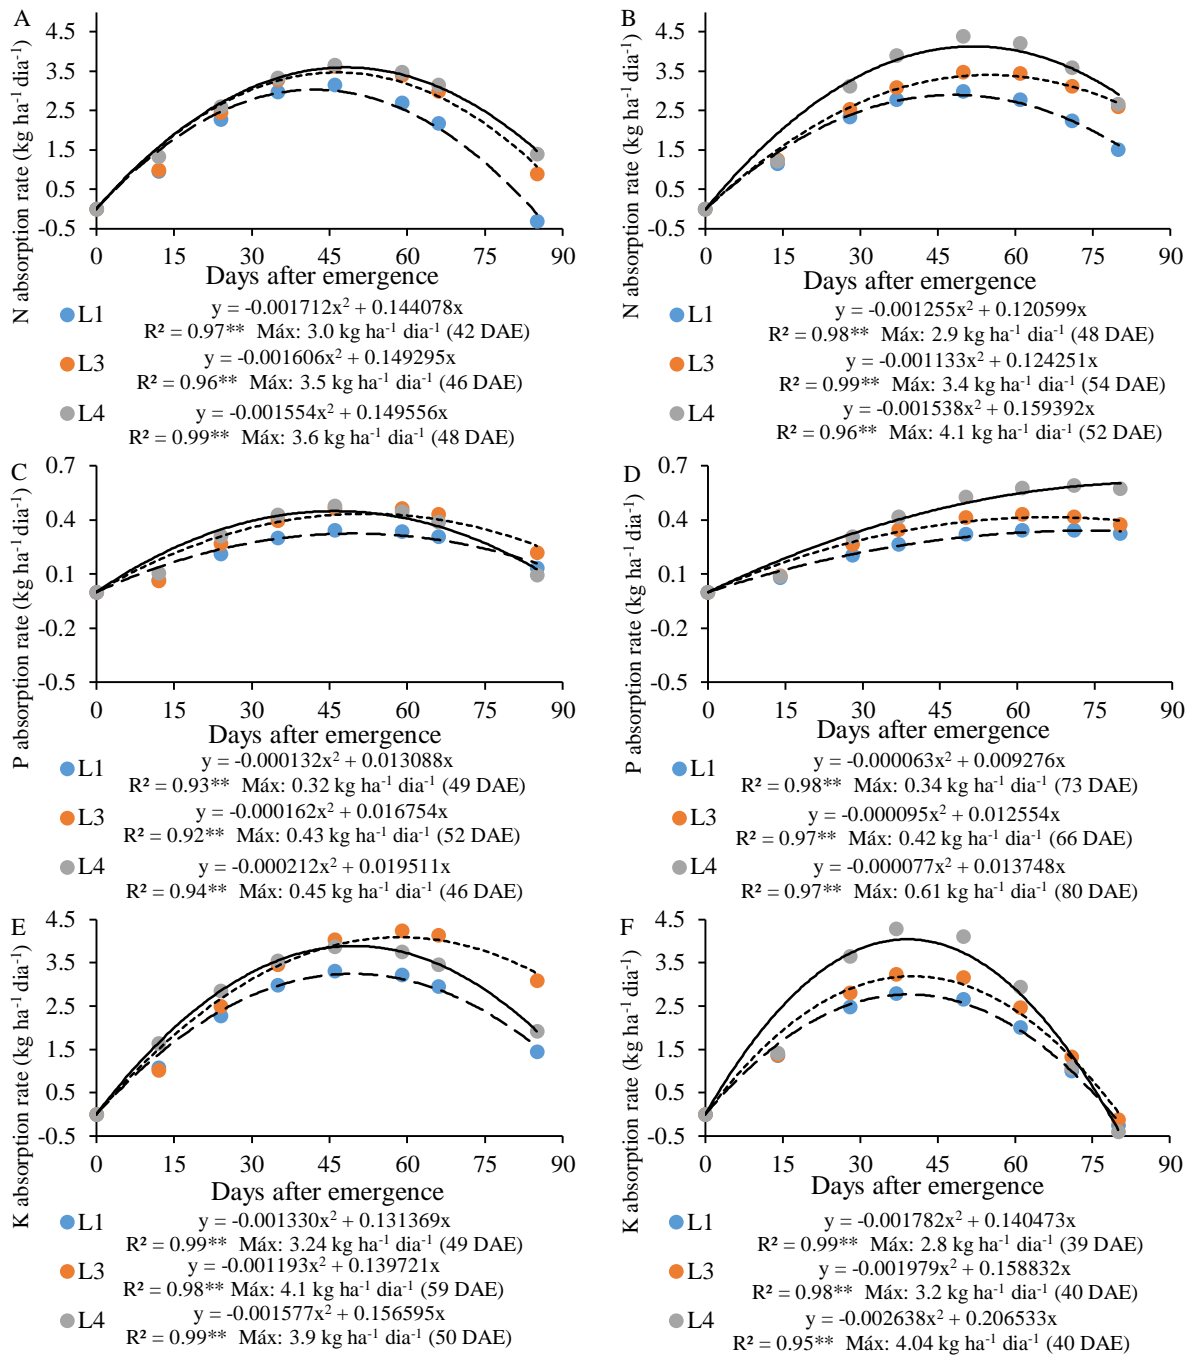 A
N absorption rate (kg ha⁻¹ dia⁻¹)
4.5
3.5
2.5
1.5
0.5
-0.5
0 15 30 45 60 75 90
Days after emergence
L1
y = -0.001712x² + 0.144078x
R² = 0.97** Máx: 3.0 kg ha⁻¹ dia⁻¹ (42 DAE)
L3
y = -0.001606x² + 0.149295x
R² = 0.96** Máx: 3.5 kg ha⁻¹ dia⁻¹ (46 DAE)
L4
y = -0.001554x² + 0.149556x
R² = 0.99** Máx: 3.6 kg ha⁻¹ dia⁻¹ (48 DAE)
B
N absorption rate (kg ha⁻¹ dia⁻¹)
4.5
3.5
2.5
1.5
0.5
-0.5
0 15 30 45 60 75 90
Days after emergence
L1
y = -0.001255x² + 0.120599x
R² = 0.98** Máx: 2.9 kg ha⁻¹ dia⁻¹ (48 DAE)
L3
y = -0.001133x² + 0.124251x
R² = 0.99** Máx: 3.4 kg ha⁻¹ dia⁻¹ (54 DAE)
L4
y = -0.001538x² + 0.159392x
R² = 0.96** Máx: 4.1 kg ha⁻¹ dia⁻¹ (52 DAE)
C
P absorption rate (kg ha⁻¹ dia⁻¹)
0.7
0.4
0.1
-0.2
-0.5
0 15 30 45 60 75 90
Days after emergence
L1
y = -0.000132x² + 0.013088x
R² = 0.93** Máx: 0.32 kg ha⁻¹ dia⁻¹ (49 DAE)
L3
y = -0.000162x² + 0.016754x
R² = 0.92** Máx: 0.43 kg ha⁻¹ dia⁻¹ (52 DAE)
L4
y = -0.000212x² + 0.019511x
R² = 0.94** Máx: 0.45 kg ha⁻¹ dia⁻¹ (46 DAE)
D
P absorption rate (kg ha⁻¹ dia⁻¹)
0.7
0.4
0.1
-0.2
-0.5
0 15 30 45 60 75 90
Days after emergence
L1
y = -0.000063x² + 0.009276x
R² = 0.98** Máx: 0.34 kg ha⁻¹ dia⁻¹ (73 DAE)
L3
y = -0.000095x² + 0.012554x
R² = 0.97** Máx: 0.42 kg ha⁻¹ dia⁻¹ (66 DAE)
L4
y = -0.000077x² + 0.013748x
R² = 0.97** Máx: 0.61 kg ha⁻¹ dia⁻¹ (80 DAE)
E
K absorption rate (kg ha⁻¹ dia⁻¹)
4.5
3.5
2.5
1.5
0.5
-0.5
0 15 30 45 60 75 90
Days after emergence
L1
y = -0.001330x² + 0.131369x
R² = 0.99** Máx: 3.24 kg ha⁻¹ dia⁻¹ (49 DAE)
L3
y = -0.001193x² + 0.139721x
R² = 0.98** Máx: 4.1 kg ha⁻¹ dia⁻¹ (59 DAE)
L4
y = -0.001577x² + 0.156595x
R² = 0.99** Máx: 3.9 kg ha⁻¹ dia⁻¹ (50 DAE)
F
K absorption rate (kg ha⁻¹ dia⁻¹)
4.5
3.5
2.5
1.5
0.5
-0.5
0 15 30 45 60 75 90
Days after emergence
L1
y = -0.001782x² + 0.140473x
R² = 0.99** Máx: 2.8 kg ha⁻¹ dia⁻¹ (39 DAE)
L3
y = -0.001979x² + 0.158832x
R² = 0.98** Máx: 3.2 kg ha⁻¹ dia⁻¹ (40 DAE)
L4
y = -0.002638x² + 0.206533x
R² = 0.95** Máx: 4.04 kg ha⁻¹ dia⁻¹ (40 DAE)